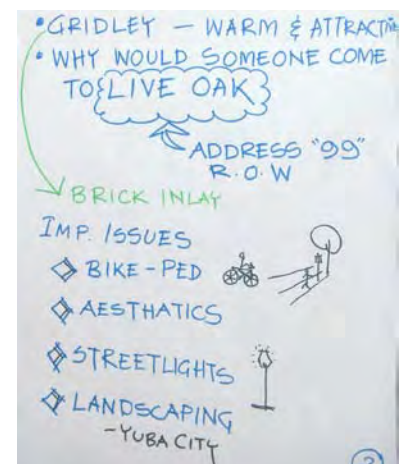 • GRIDLEY — WARM & ATTRACTIV
• WHY WOULD SOMEONE COME
TO LIVE OAK
ADDRESS "99"
R.O.W
BRICK INLAY
IMP. ISSUES
BIKE-PED
AESTHATICS
STREETLIGHTS
LANDSCAPING
-YUBA CITY